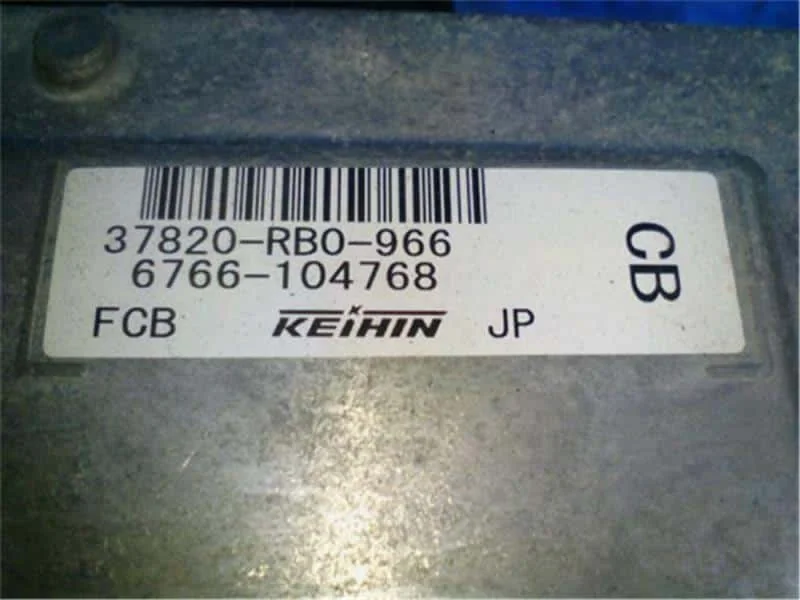 37820-RB0-966
6766-104768
FCB KEIHIN JP
CB